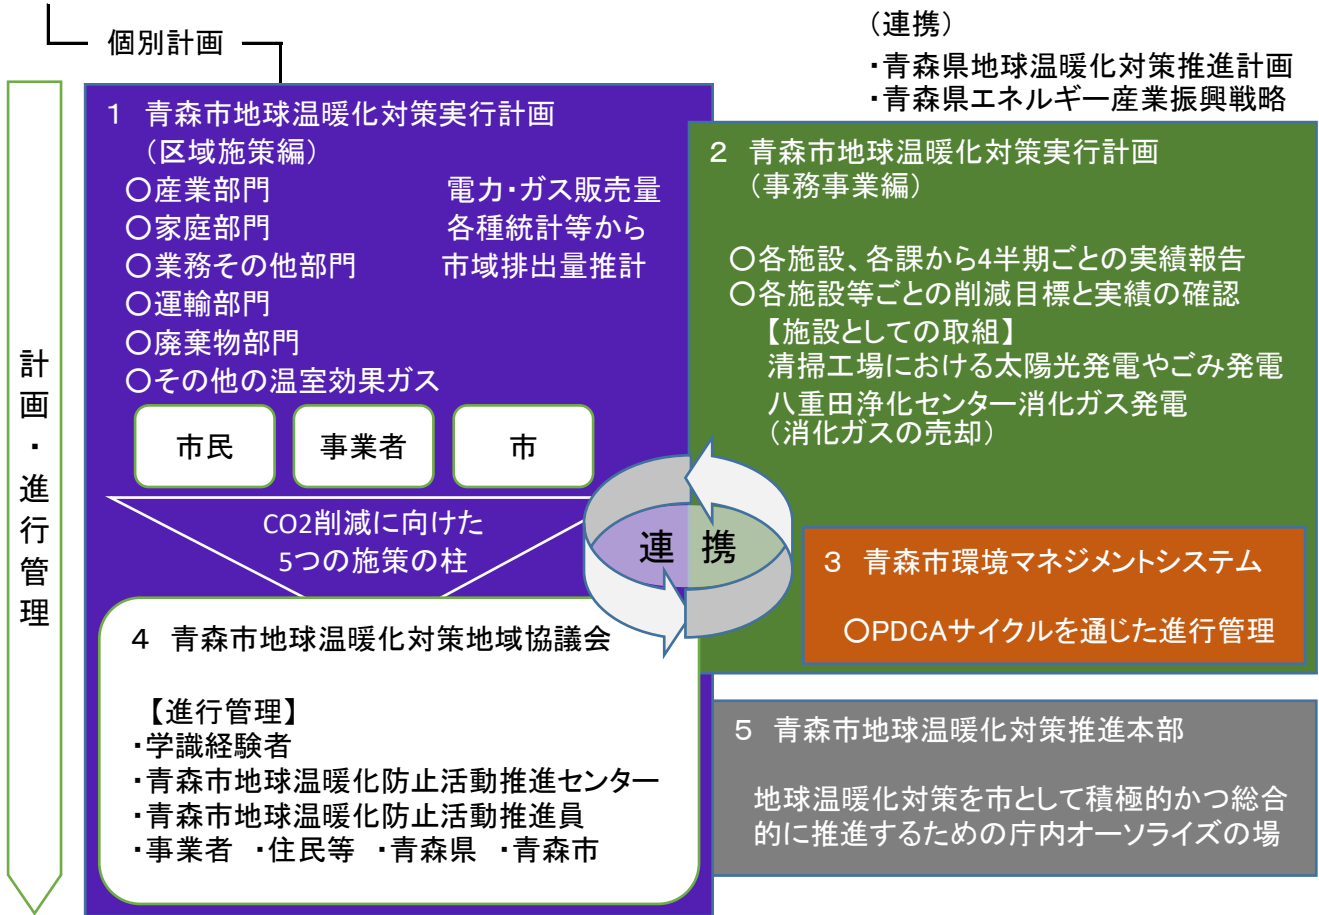 個別計画
（連携）
・青森県地球温暖化対策推進計画
・青森県エネルギー産業振興戦略
計画・進行管理
1　青森市地球温暖化対策実行計画
（区域施策編）
〇産業部門　電力・ガス販売量
〇家庭部門　各種統計等から
〇業務その他部門　市域排出量推計
〇運輸部門
〇廃棄物部門
〇その他の温室効果ガス
市民　事業者　市
CO2削減に向けた
5つの施策の柱
連携
2　青森市地球温暖化対策実行計画
（事務事業編）
〇各施設、各課から4半期ごとの実績報告
〇各施設等ごとの削減目標と実績の確認
【施設としての取組】
清掃工場における太陽光発電やごみ発電
八重田浄化センター消化ガス発電
（消化ガスの売却）
3　青森市環境マネジメントシステム
〇PDCAサイクルを通じた進行管理
4　青森市地球温暖化対策地域協議会
【進行管理】
・学識経験者
・青森市地球温暖化防止活動推進センター
・青森市地球温暖化防止活動推進員
・事業者　・住民等　・青森県　・青森市
5　青森市地球温暖化対策推進本部
地球温暖化対策を市として積極的かつ総合
的に推進するための庁内オーソライズの場